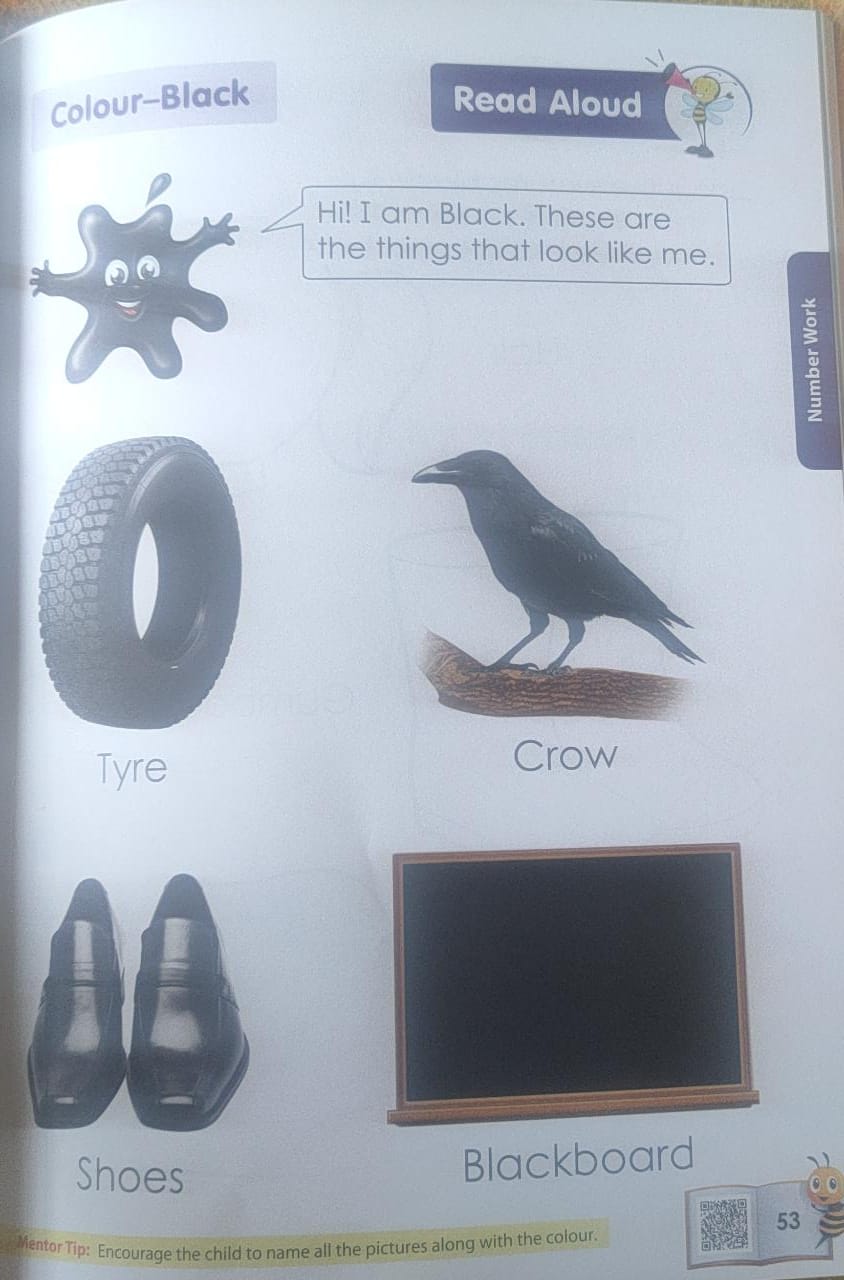 Colour–Black
Read Aloud
Hi! I am Black. These are
the things that look like me.
Number Work
Tyre
Crow
Shoes
Blackboard
Mentor Tip: Encourage the child to name all the pictures along with the colour.
53